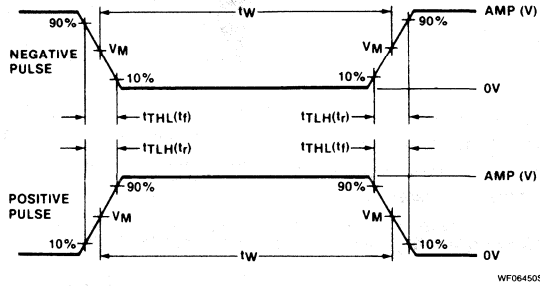 tW
AMP (V)
90%
90%
NEGATIVE
PULSE
VM
VM
10%
10%
0V
tTHL(tf)
tTLH(tr)
tTLH(tr)
tTHL(tf)
AMP (V)
90%
90%
POSITIVE
PULSE
VM
VM
10%
10%
tW
0V
WF06450S